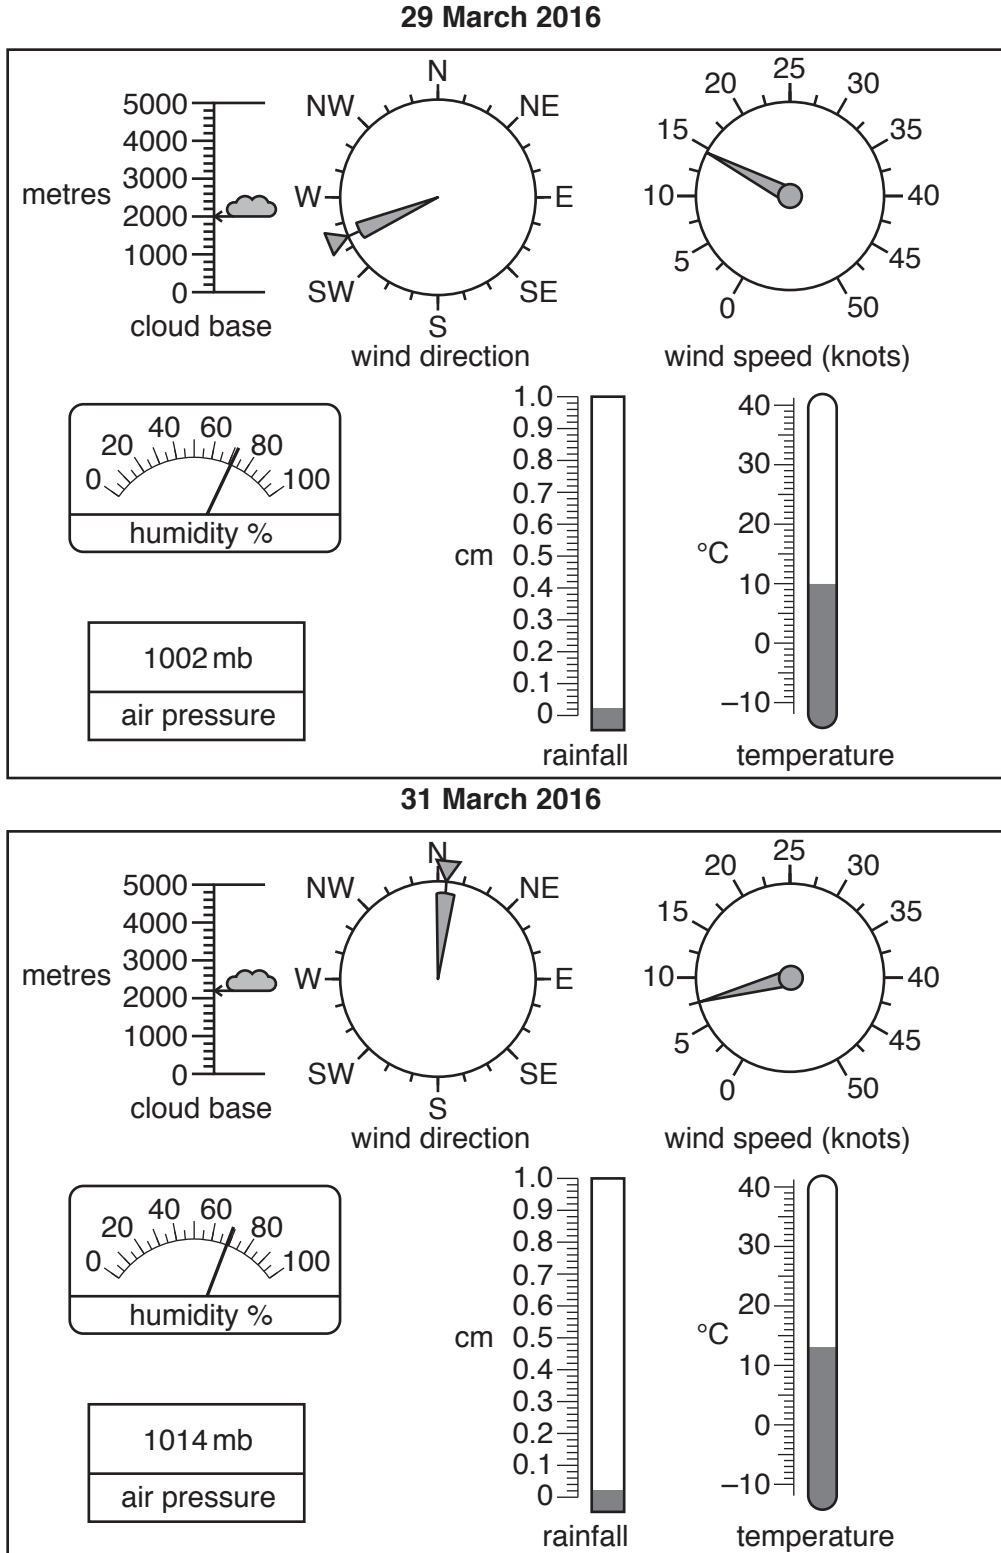 29 March 2016
metres
5000
4000
3000
2000
1000
0
cloud base
N
NE
E
SE
S
SW
W
NW
wind direction
0
5
10
15
20
25
30
35
40
45
50
wind speed (knots)
0
20
40
60
80
100
humidity %
1002 mb
air pressure
cm
1.0
0.9
0.8
0.7
0.6
0.5
0.4
0.3
0.2
0.1
0
rainfall
°C
40
30
20
10
0
–10
temperature
31 March 2016
metres
5000
4000
3000
2000
1000
0
cloud base
N
NE
E
SE
S
SW
W
NW
wind direction
0
5
10
15
20
25
30
35
40
45
50
wind speed (knots)
0
20
40
60
80
100
humidity %
1014 mb
air pressure
cm
1.0
0.9
0.8
0.7
0.6
0.5
0.4
0.3
0.2
0.1
0
rainfall
°C
40
30
20
10
0
–10
temperature